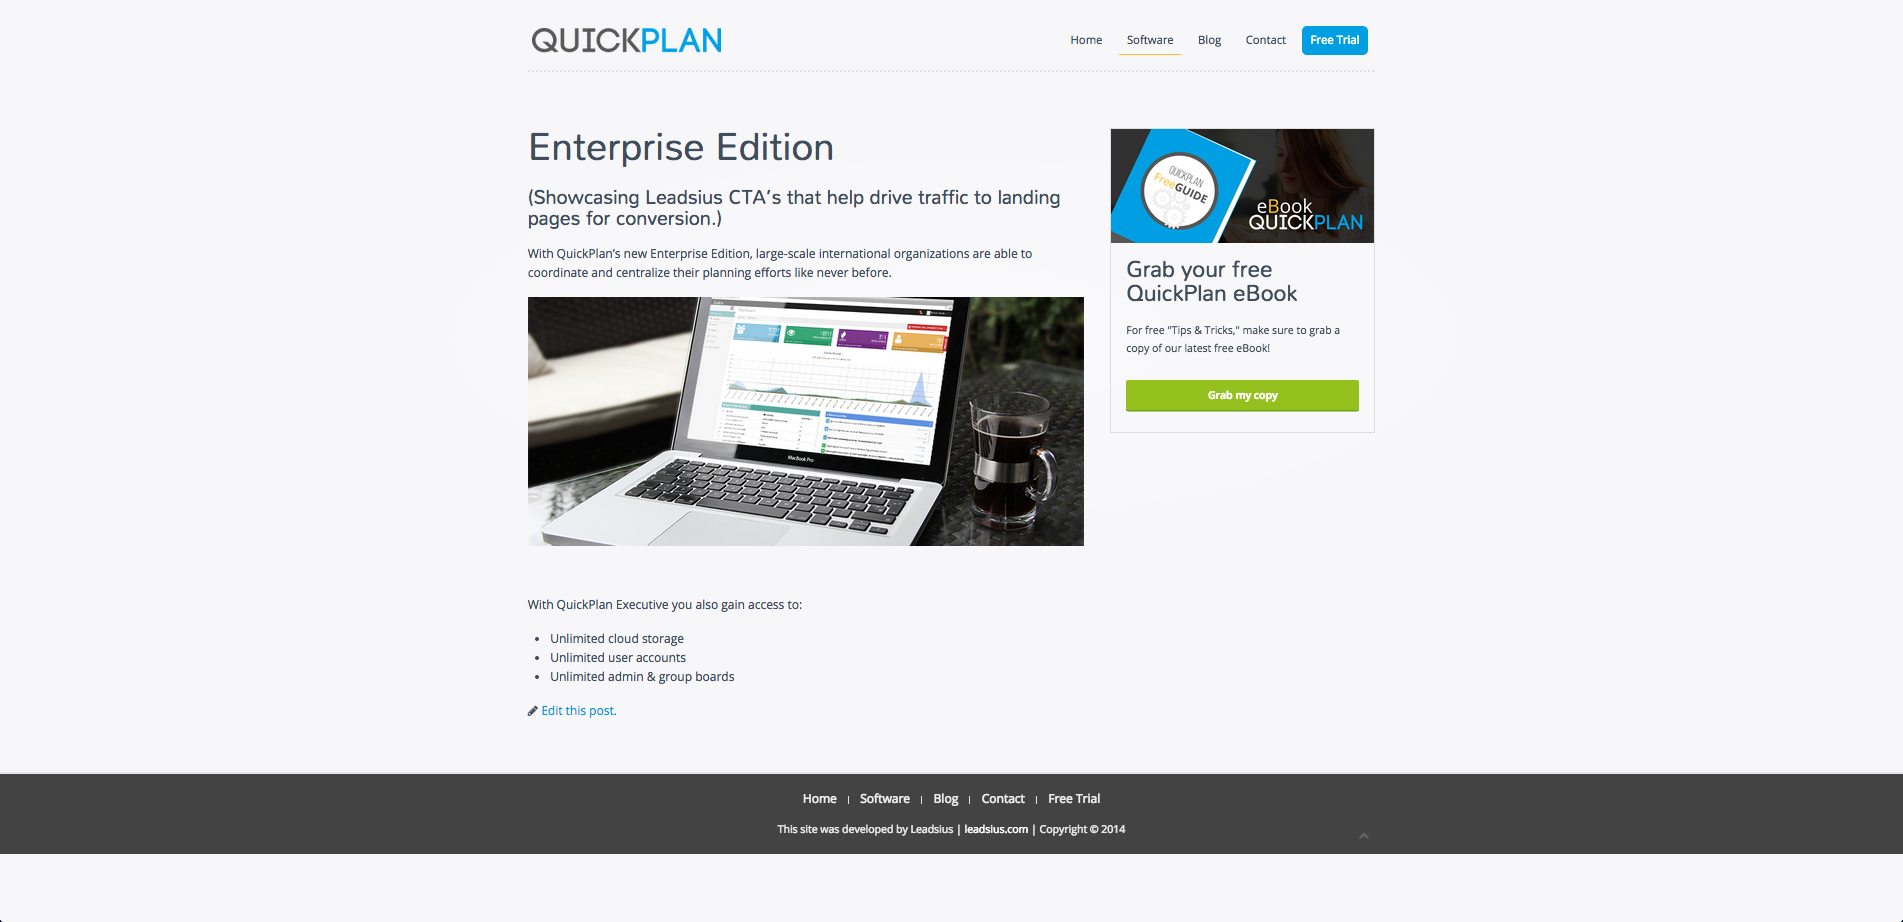 QUICKPLAN
Home Software Blog Contact Free Trial
Enterprise Edition
(Showcasing Leadsius CTA’s that help drive traffic to landing
pages for conversion.)
With QuickPlan’s new Enterprise Edition, large-scale international organizations are able to
coordinate and centralize their planning efforts like never before.
MacBook Pro
With QuickPlan Executive you also gain access to:
• Unlimited cloud storage
• Unlimited user accounts
• Unlimited admin & group boards
Edit this post.
QUICKPLAN
FreeGUIDE
eBook
QUICKPLAN
Grab your free
QuickPlan eBook
For free "Tips & Tricks," make sure to grab a
copy of our latest free eBook!
Grab my copy
Home | Software | Blog | Contact | Free Trial
This site was developed by Leadsius | leadsius.com | Copyright © 2014